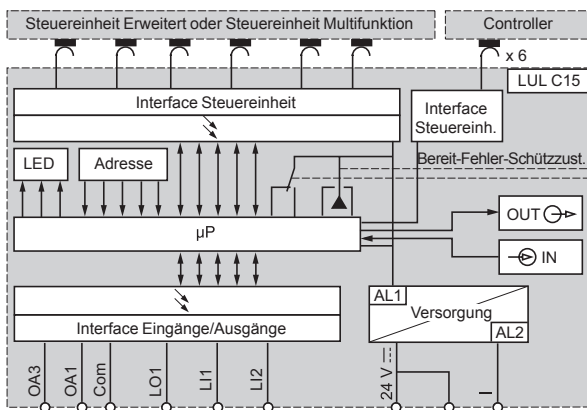 Steuereinheit Erweitert oder Steuereinheit Multifunktion
Controller
x 6
LUL C15
Interface Steuereinheit
Interface
Steuereinh.
LED
Adresse
Bereit-Fehler-Schützzust.
µP
OUT
IN
AL1
Versorgung
AL2
Interface Eingänge/Ausgänge
OA3
OA1
Com
LO1
LI1
LI2
24 V